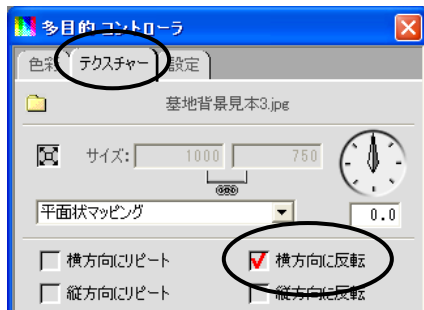 多目的 コントローラ
色彩 テクスチャー 設定
墓地背景見本3.jpg
サイズ: 1000 750
平面状マッピング 0.0
横方向にリピート 横方向に反転
縦方向にリピート 縦方向に反転